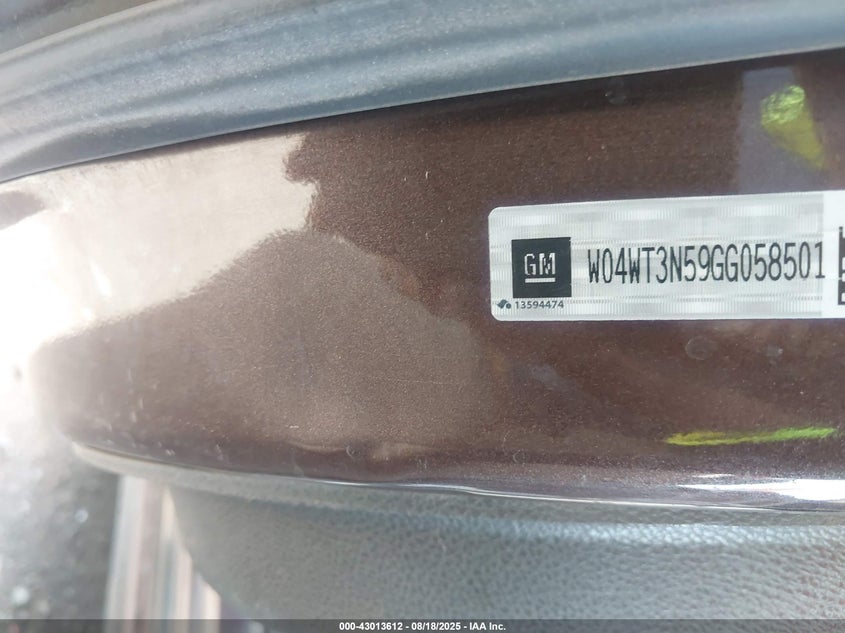 GM
W04WT3N59GG058501
13594474
000-43013612 - 08/18/2025 - IAA Inc.